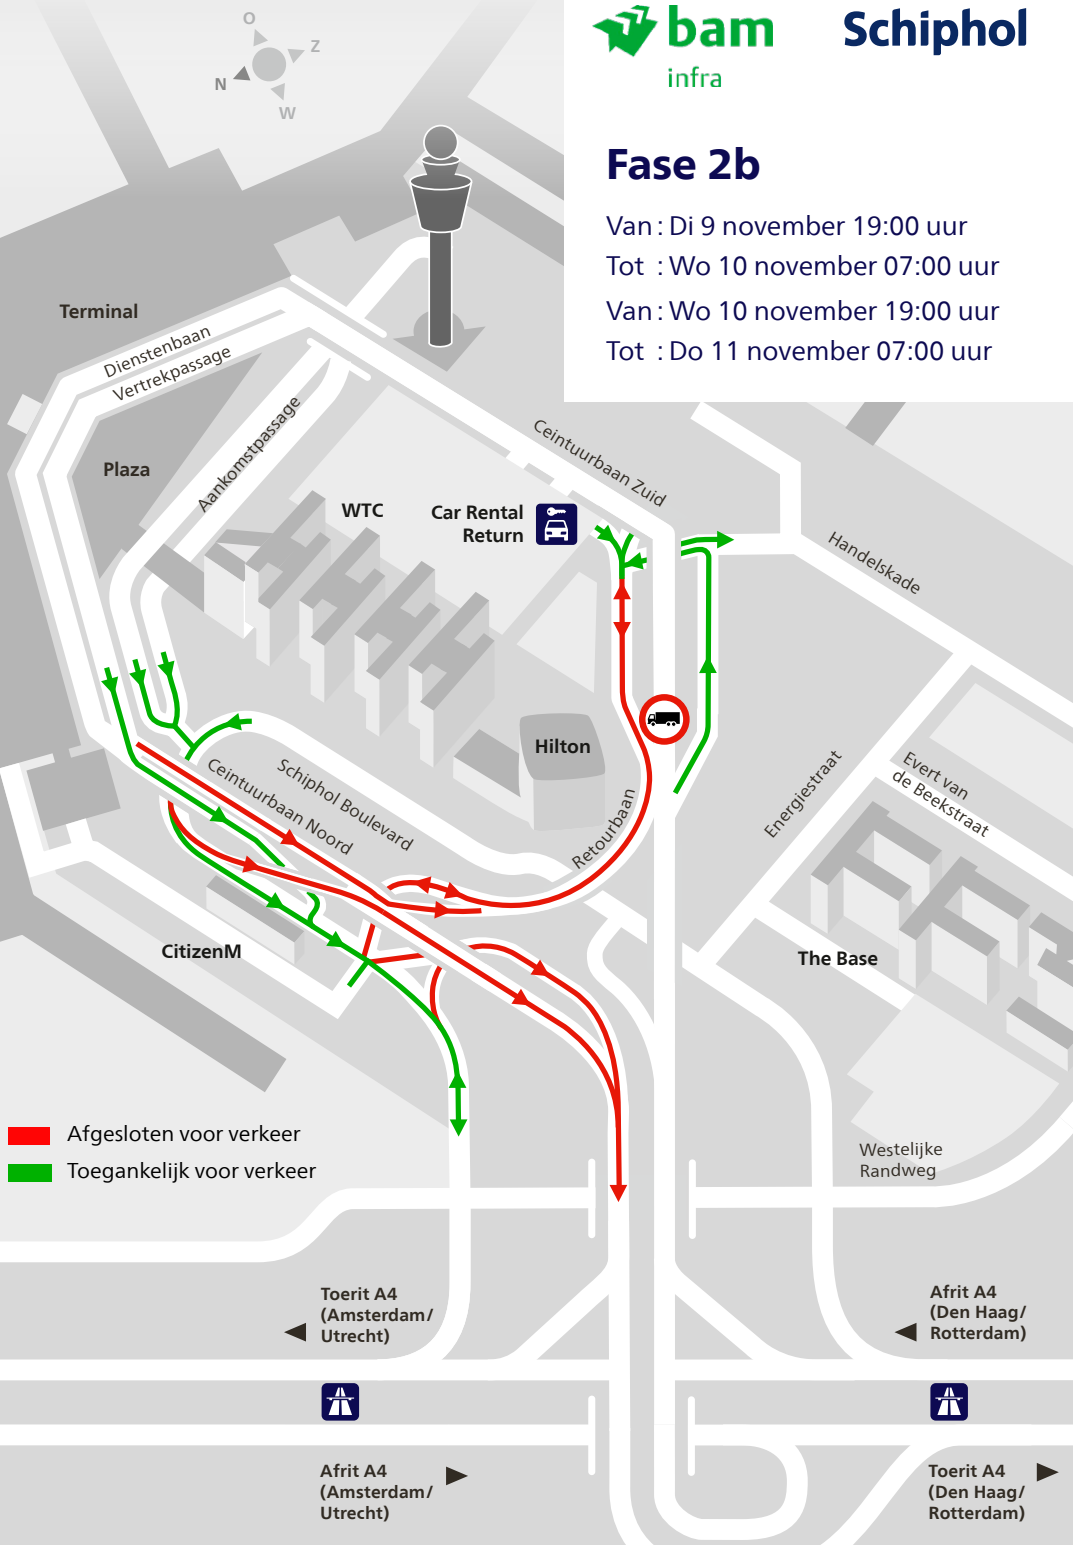 O
Z
N
W
bam
infra
Schiphol
Fase 2b
Van : Di 9 november 19:00 uur
Tot : Wo 10 november 07:00 uur
Van : Wo 10 november 19:00 uur
Tot : Do 11 november 07:00 uur
Terminal
Dienstenbaan
Vertrekpassage
Aankomstpassage
Plaza
WTC
Car Rental
Return
Ceintuurbaan Zuid
Handelskade
Hilton
Schiphol Boulevard
Ceintuurbaan Noord
Retourbaan
Energiestraat
Evert van
de Beekstraat
CitizenM
The Base
Afgesloten voor verkeer
Toegankelijk voor verkeer
Westelijke
Randweg
Toerit A4
(Amsterdam/
Utrecht)
Afrit A4
(Den Haag/
Rotterdam)
Afrit A4
(Amsterdam/
Utrecht)
Toerit A4
(Den Haag/
Rotterdam)